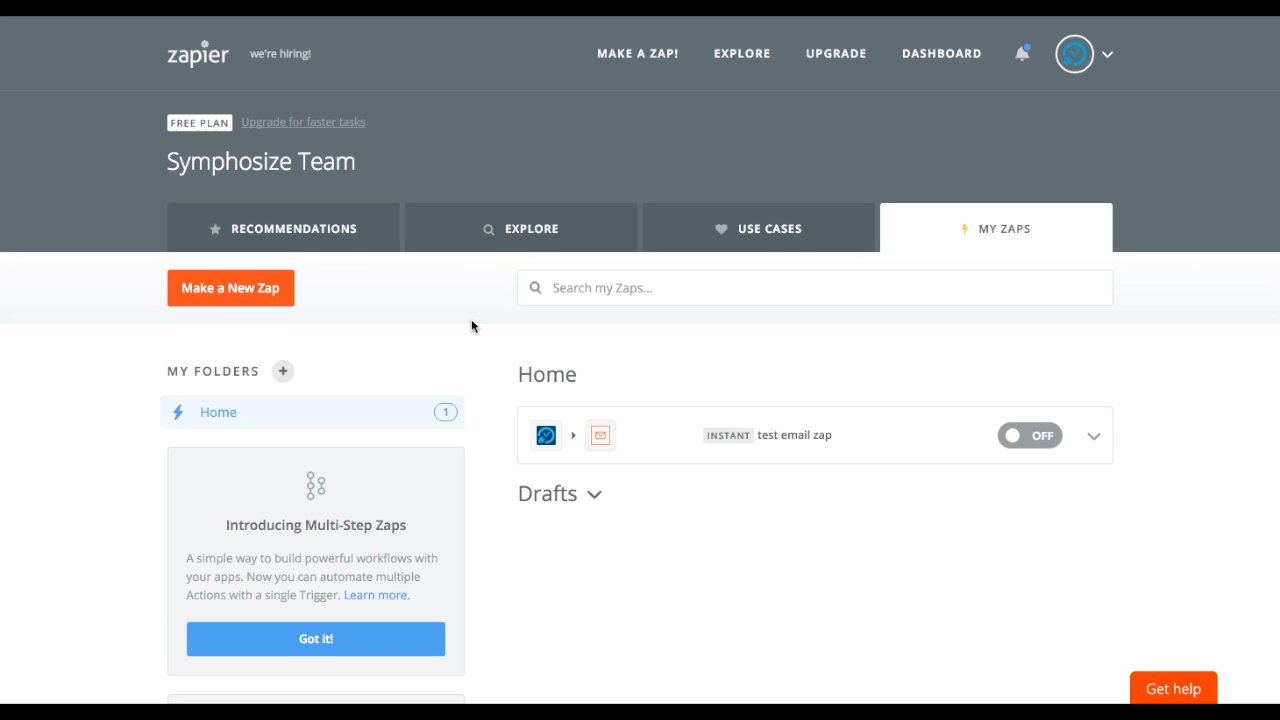 zapier we're hiring! MAKE A ZAP! EXPLORE UPGRADE DASHBOARD
FREE PLAN Upgrade for faster tasks
Symphosize Team
RECOMMENDATIONS EXPLORE USE CASES MY ZAPS
Make a New Zap Search my Zaps...
MY FOLDERS +
Home 1
Introducing Multi-Step Zaps
A simple way to build powerful workflows with
your apps. Now you can automate multiple
Actions with a single Trigger. Learn more.
Got it!
Home
INSTANT test email zap OFF
Drafts
Get help